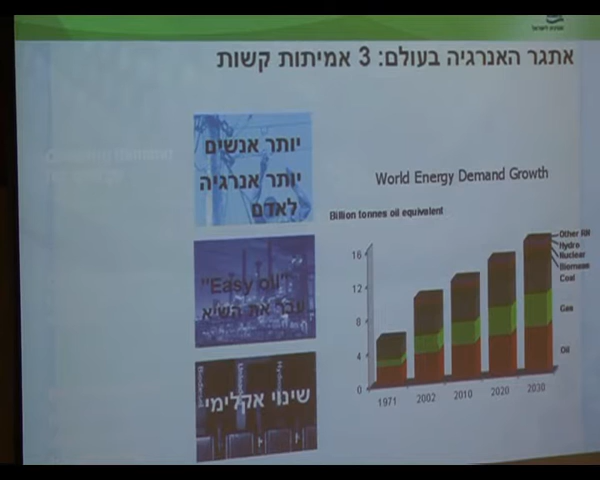 אתגר האנרגיה בעולם: 3 אמיתות קשות
יותר אנשים
יותר אנרגיה
לאדם
"Easy oil"
עבר את השיא
שינוי אקלימי
World Energy Demand Growth
Billion tonnes oil equivalent
16
12
8
4
0
1971 2002 2010 2020 2030
Other RN
Hydro
Nuclear
Biomass
Coal
Gas
Oil